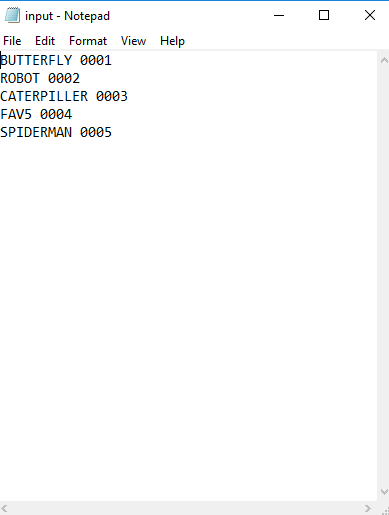 input - Notepad
File Edit Format View Help
BUTTERFLY 0001
ROBOT 0002
CATERPILLER 0003
FAV5 0004
SPIDERMAN 0005